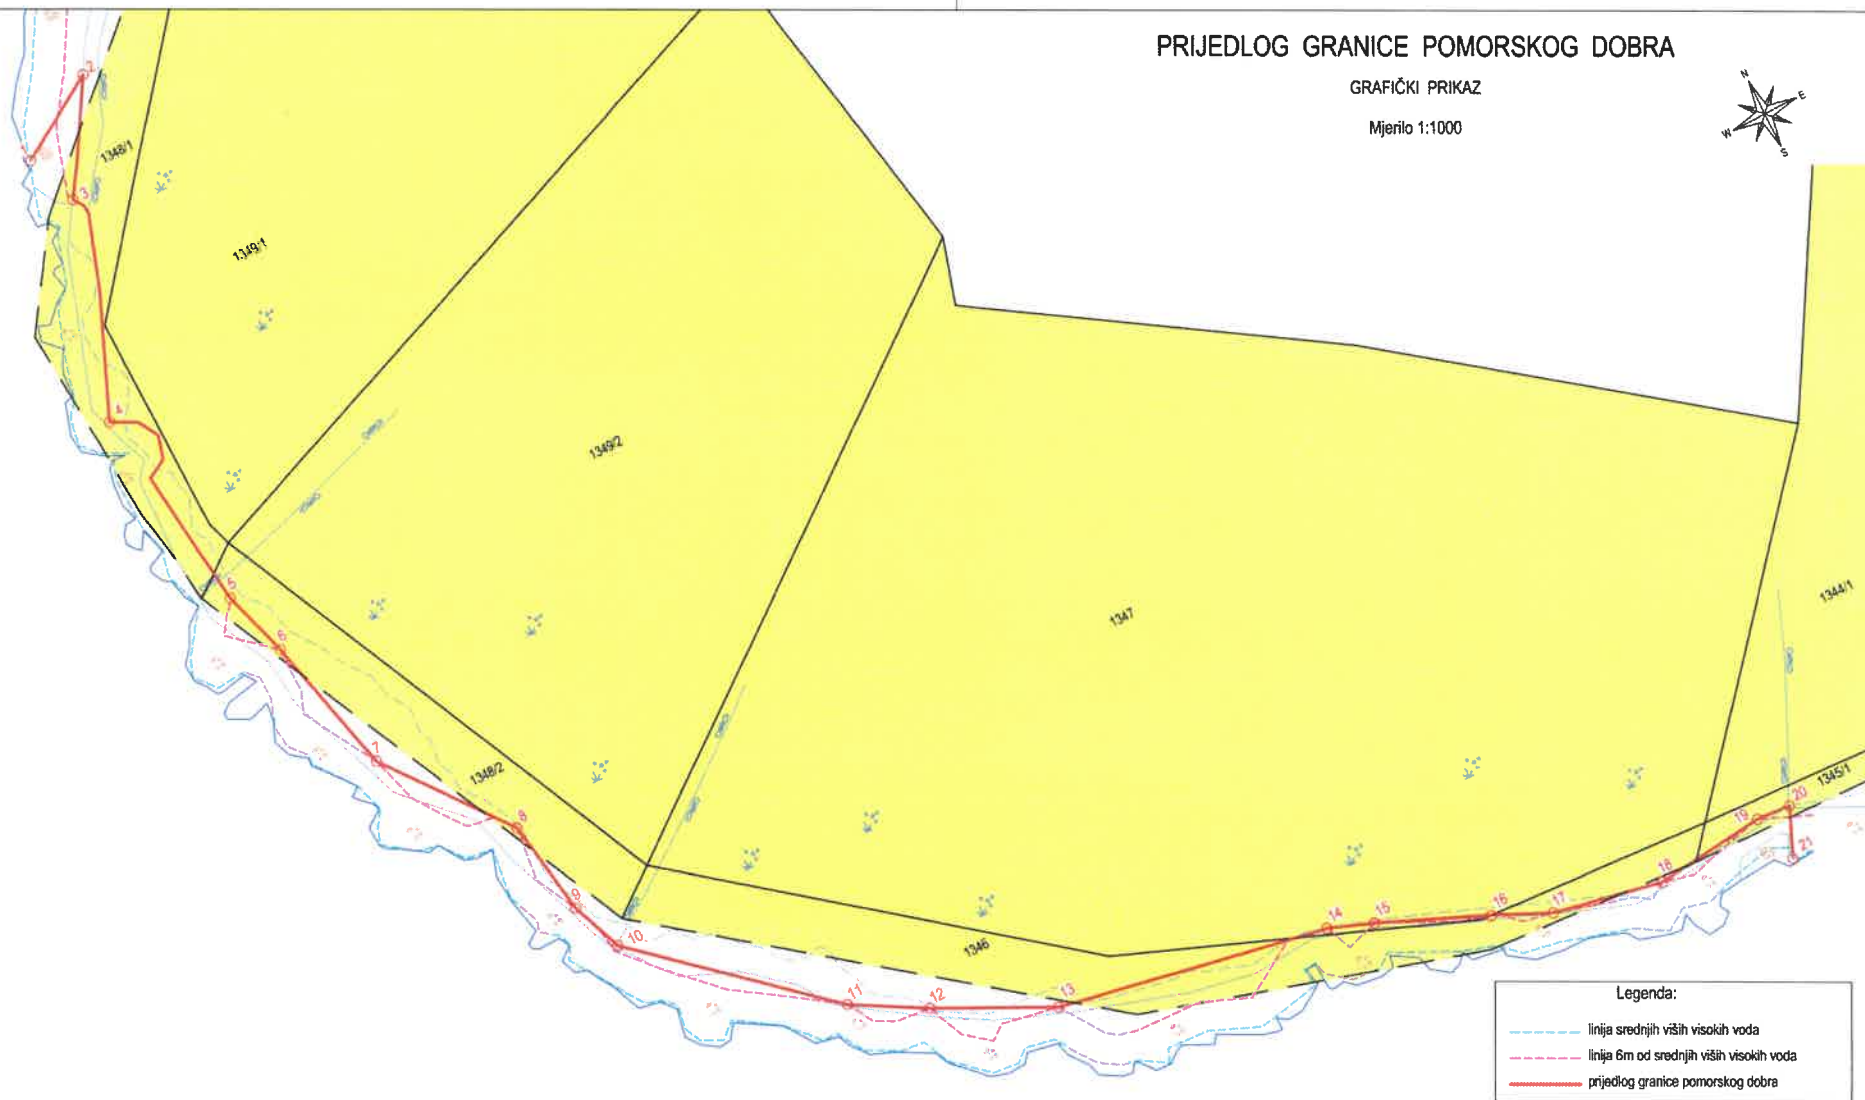 PRIJEDLOG GRANICE POMORSKOG DOBRA
GRAFIČKI PRIKAZ
Mjerilo 1:1000
N
E
W
S
2
1348/1
3
1349/1
4
1349/2
5
6
7
1348/2
8
9
10
11
12
13
1346
1347
14
15
16
17
18
19
20
21
1344/1
1345/1
Legenda:
linija srednjih viših visokih voda
linija 6m od srednjih viših visokih voda
prijedlog granice pomorskog dobra